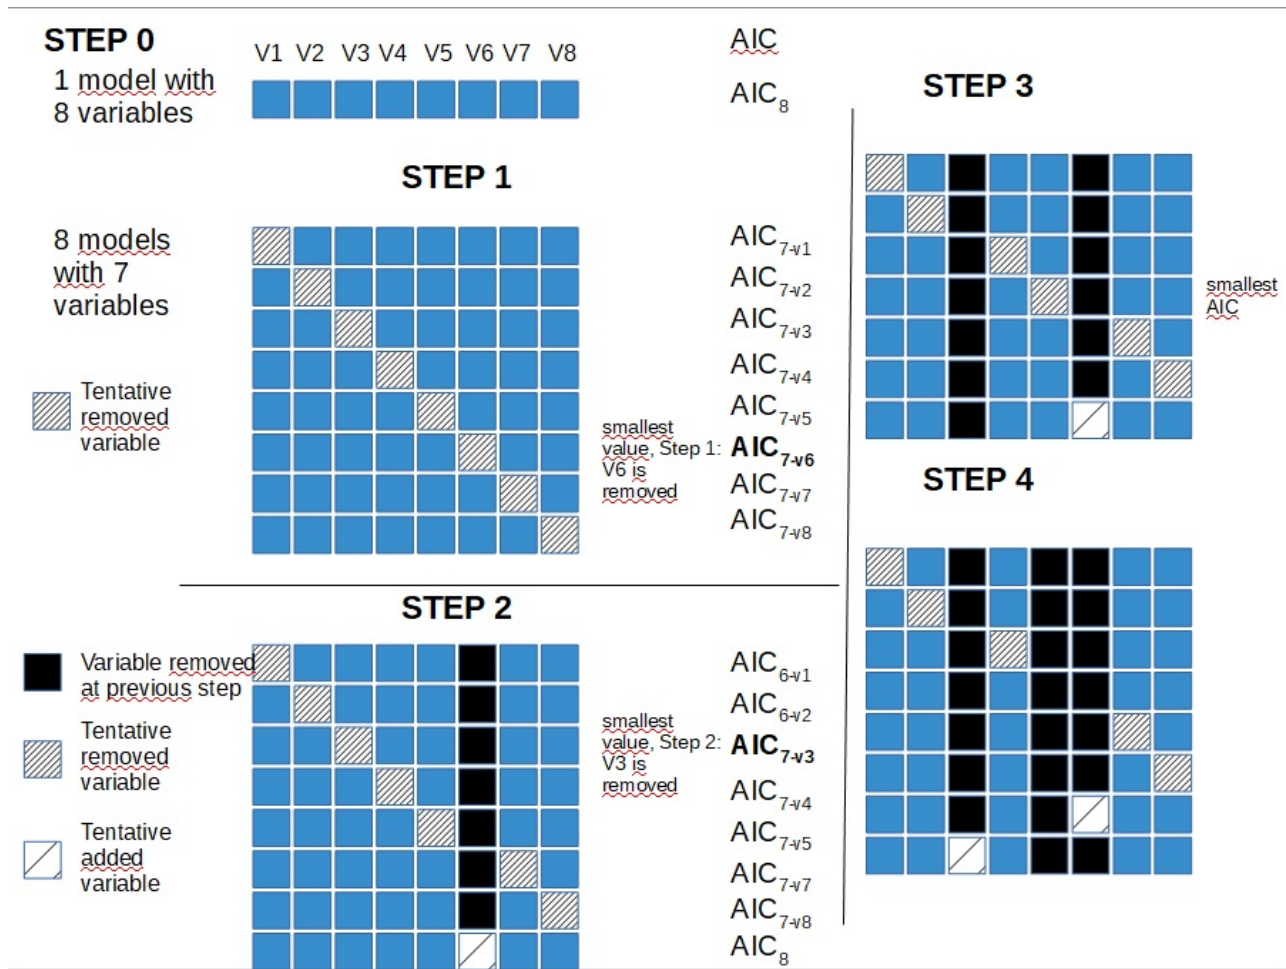 STEP 0
1 model with
8 variables
V1 V2 V3 V4 V5 V6 V7 V8
AIC
AIC8
STEP 1
8 models
with 7
variables
Tentative
removed
variable
AIC7-v1
AIC7-v2
AIC7-v3
AIC7-v4
AIC7-v5
smallest
value, Step 1:
V6 is
removed
AIC7-v6
AIC7-v7
AIC7-v8
STEP 2
Variable removed
at previous step
Tentative
removed
variable
Tentative
added
variable
smallest
value, Step 2:
V3 is
removed
AIC6-v1
AIC6-v2
AIC7-v3
AIC7-v4
AIC7-v5
AIC7-v7
AIC7-v8
AIC8
STEP 3
smallest
AIC
STEP 4